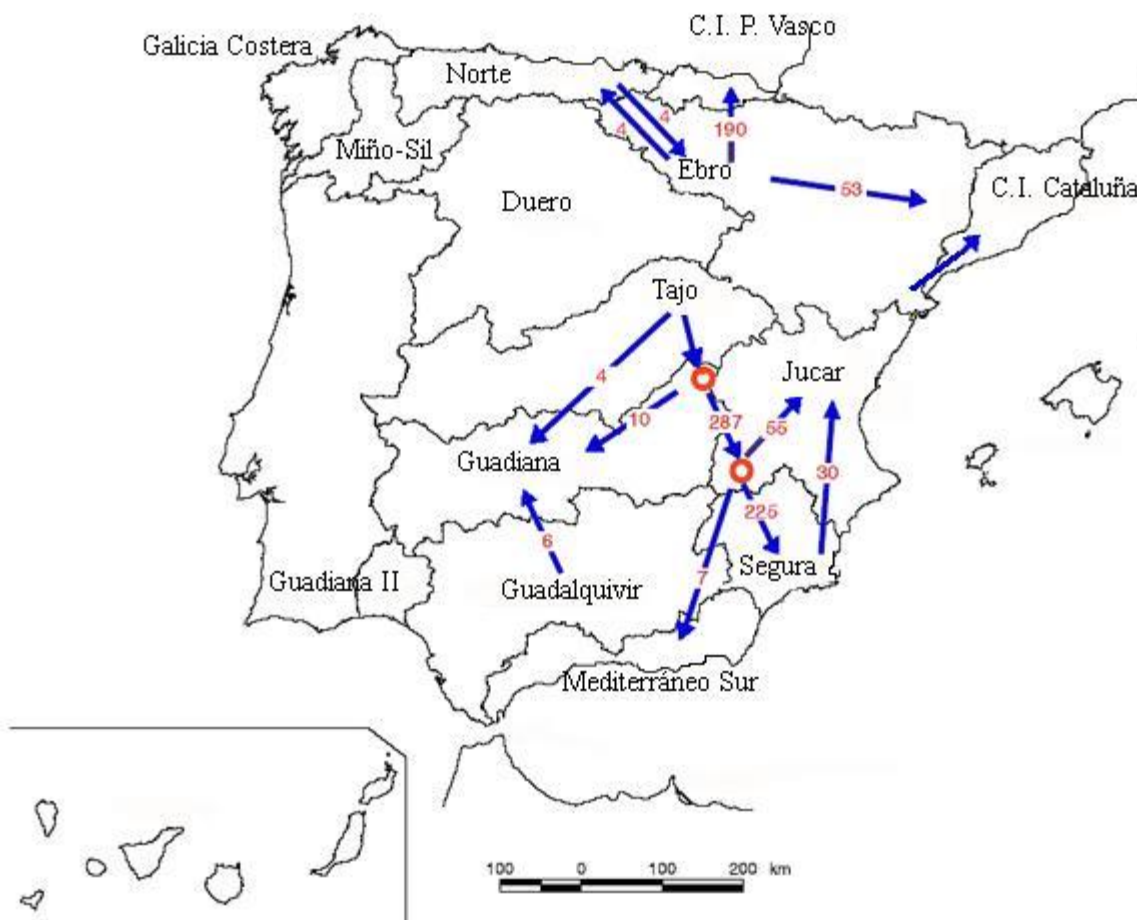 C.I. P. Vasco
Galicia Costera
Norte
4
4
190
Miño-Sil
Ebro
53
C.I. Cataluña
Duero
Tajo
4
Jucar
10
287
55
Guadiana
30
225
6
Segura
Guadiana II
Guadalquivir
7
Mediterráneo Sur
100 0 100 200 km